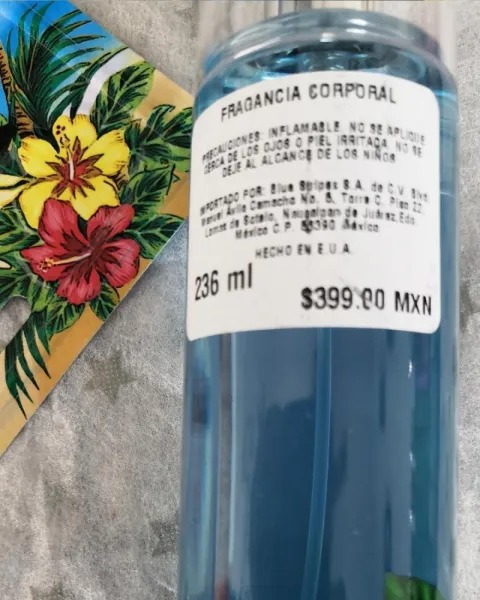 FRAGANCIA CORPORAL
PRECAUCIONES: INFLAMABLE. NO SE APLIQUE
CERCA DE LOS OJOS O PIEL IRRITADA. NO SE
DEJE AL ALCANCE DE LOS NIÑOS
IMPORTADO POR: Blue Stripes S.A. de C.V. Blvd.
Manuel Ávila Camacho No. 5, Torre C, Piso 22,
Lomas de Sotelo, Naucalpan de Juárez, Edo.
México C.P. 53390 México
HECHO EN E.U.A.
236 ml
$399.00 MXN